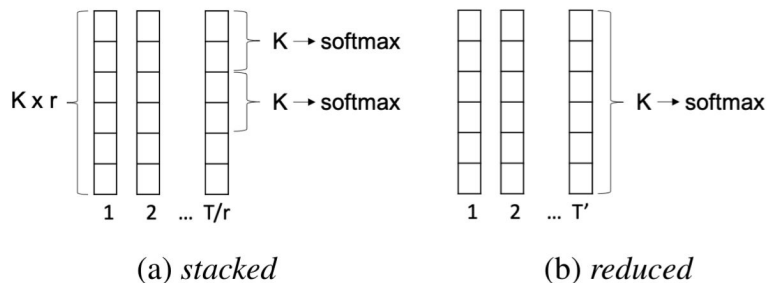 K → softmax
K x r
K → softmax
1 2 ... T/r
(a) stacked
K → softmax
1 2 ... T'
(b) reduced